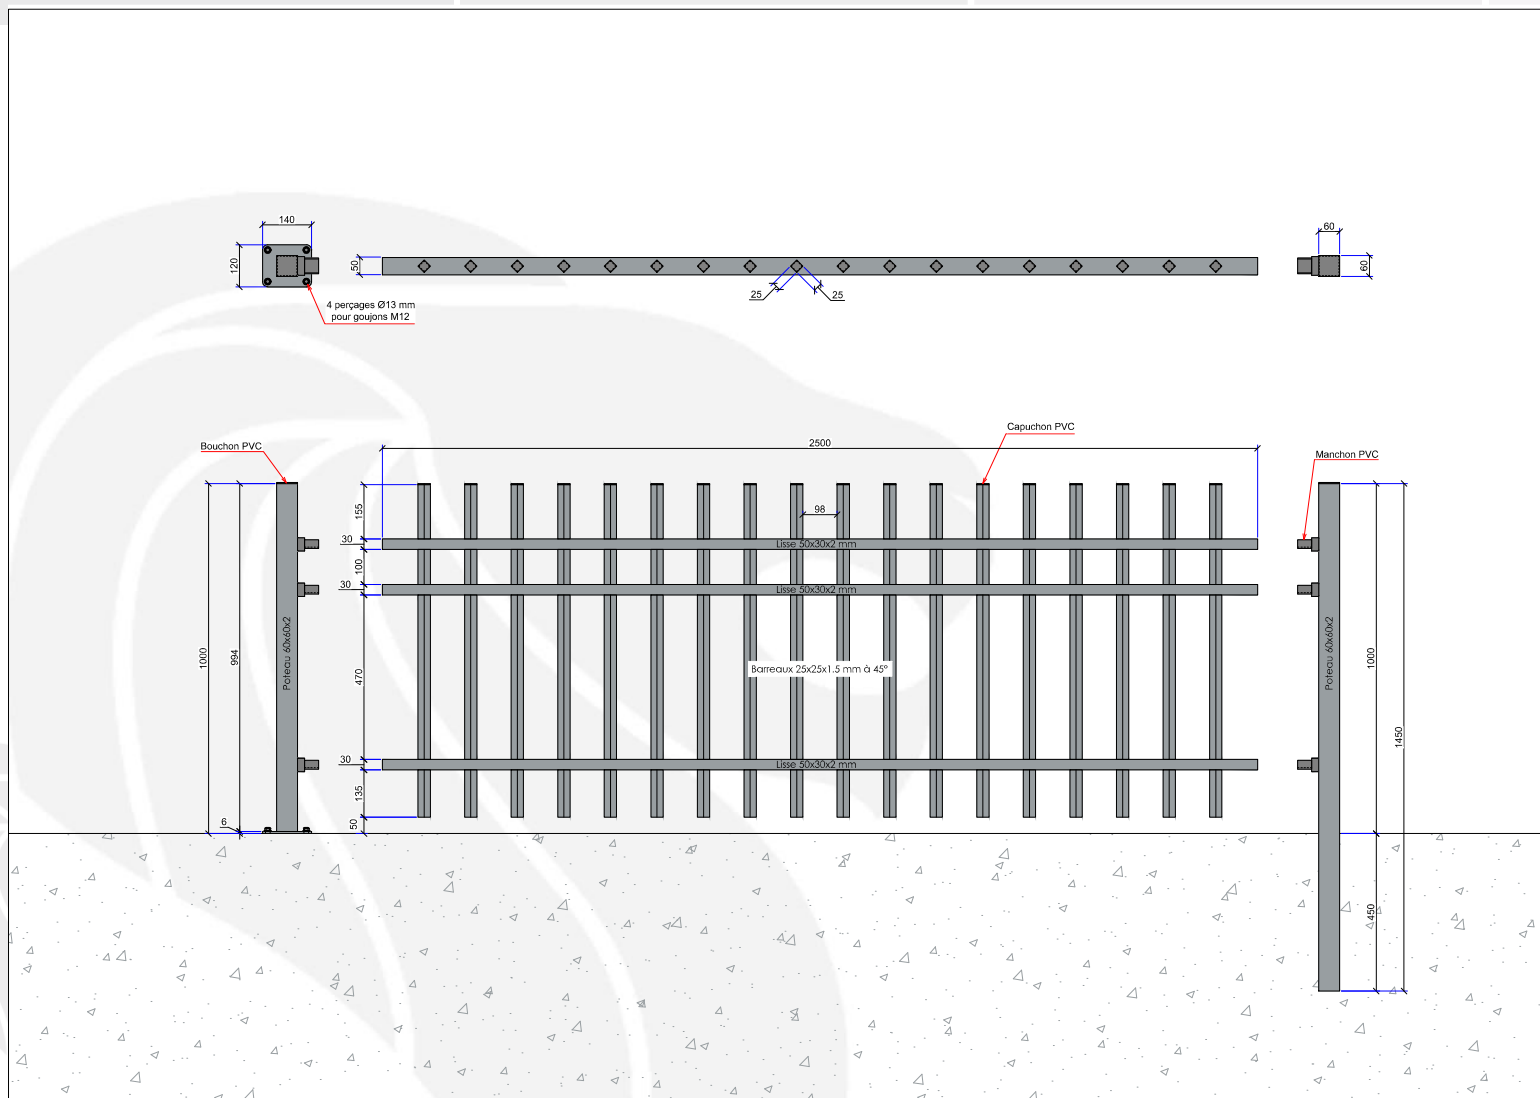 140
120
4 perçages Ø13 mm
pour goujons M12
50
25
25
60
60
Bouchon PVC
2500
Capuchon PVC
Manchon PVC
155
98
30
Lisse 50x30x2 mm
100
30
Lisse 50x30x2 mm
1000
994
Poteau 60x60x2
470
Barreaux 25x25x1.5 mm à 45°
Poteau 60x60x2
1000
1450
30
Lisse 50x30x2 mm
135
6
50
450